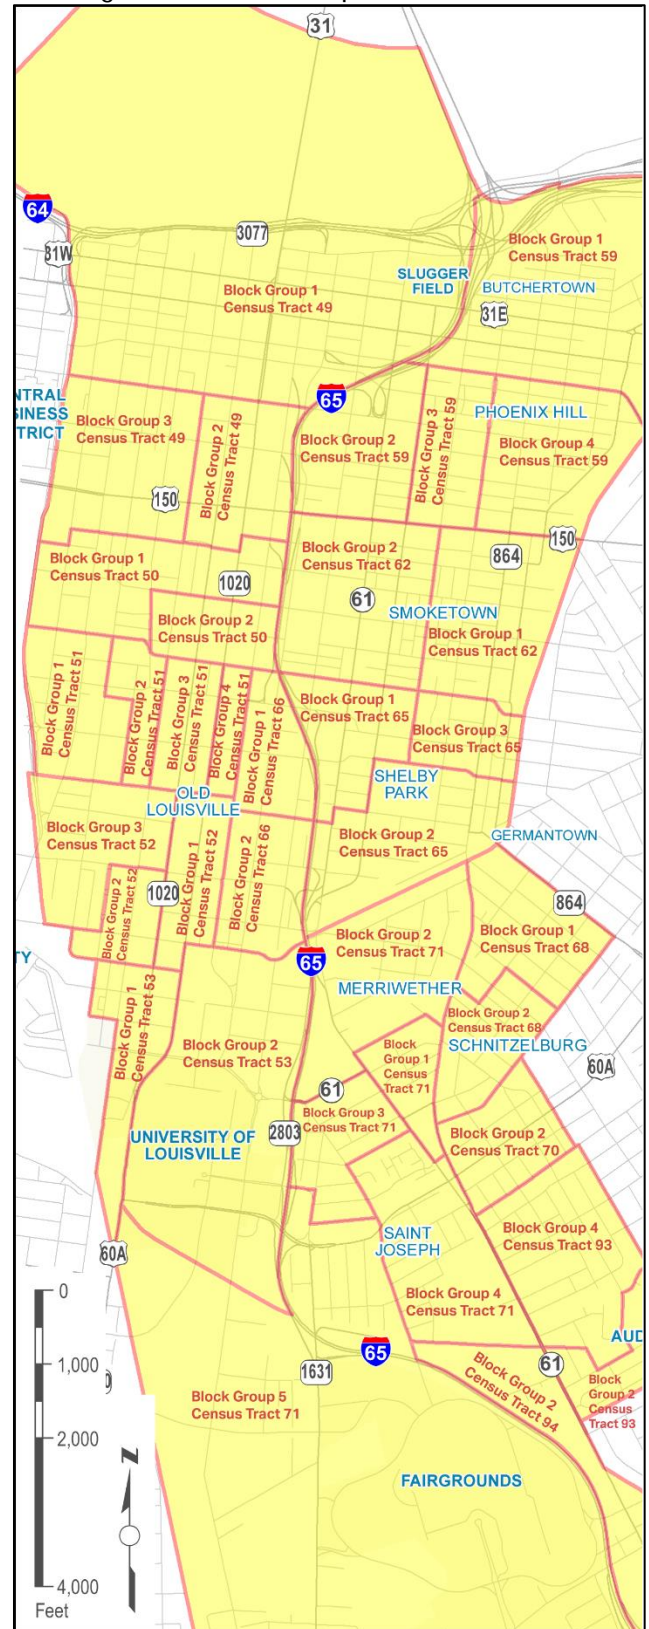 31
64
3077
31W
Block Group 1
Census Tract 59
SLUGGER
FIELD
BUTCHERTOWN
Block Group 1
Census Tract 49
31E
65
PHOENIX HILL
Block Group 3
Census Tract 49
Block Group 2
Census Tract 49
Block Group 2
Census Tract 59
Block Group 3
Census Tract 59
Block Group 4
Census Tract 59
150
150
864
Block Group 1
Census Tract 50
Block Group 2
Census Tract 62
1020
61
SMOKETOWN
Block Group 2
Census Tract 50
Block Group 1
Census Tract 62
Block Group 1
Census Tract 51
Block Group 2
Census Tract 51
Block Group 3
Census Tract 51
Block Group 4
Census Tract 51
Block Group 1
Census Tract 66
Block Group 1
Census Tract 65
Block Group 3
Census Tract 65
SHELBY
PARK
OLD
LOUISVILLE
Block Group 3
Census Tract 52
Block Group 1
Census Tract 52
Block Group 2
Census Tract 66
Block Group 2
Census Tract 65
GERMANTOWN
Block Group 2
Census Tract 52
1020
864
Block Group 2
Census Tract 71
Block Group 1
Census Tract 68
65
MERRIWETHER
Block Group 1
Census Tract 53
Block Group 2
Census Tract 53
Block Group 2
Census Tract 68
SCHNITZELBURG
Block
Group 1
Census
Tract 71
60A
61
Block Group 3
Census Tract 71
2803
UNIVERSITY OF
LOUISVILLE
Block Group 2
Census Tract 70
60A
SAINT
JOSEPH
Block Group 4
Census Tract 93
Block Group 4
Census Tract 71
65
61
1631
Block Group 5
Census Tract 71
Block Group 2
Census Tract 94
Block
Group 2
Census
Tract 93
FAIRGROUNDS
0
1,000
2,000
4,000
Feet